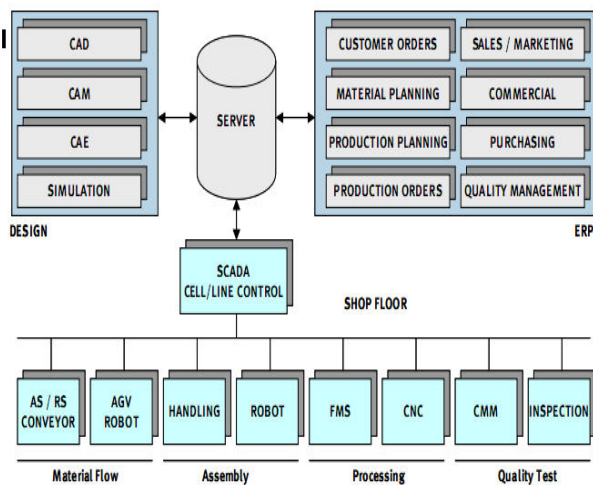 CAD
CAM
CAE
SIMULATION
DESIGN
SERVER
CUSTOMER ORDERS
SALES / MARKETING
MATERIAL PLANNING
COMMERCIAL
PRODUCTION PLANNING
PURCHASING
PRODUCTION ORDERS
QUALITY MANAGEMENT
ERP
SCADA
CELL/LINE CONTROL
SHOP FLOOR
AS / RS
CONVEYOR
AGV
ROBOT
HANDLING
ROBOT
FMS
CNC
CMM
INSPECTION
Material Flow
Assembly
Processing
Quality Test